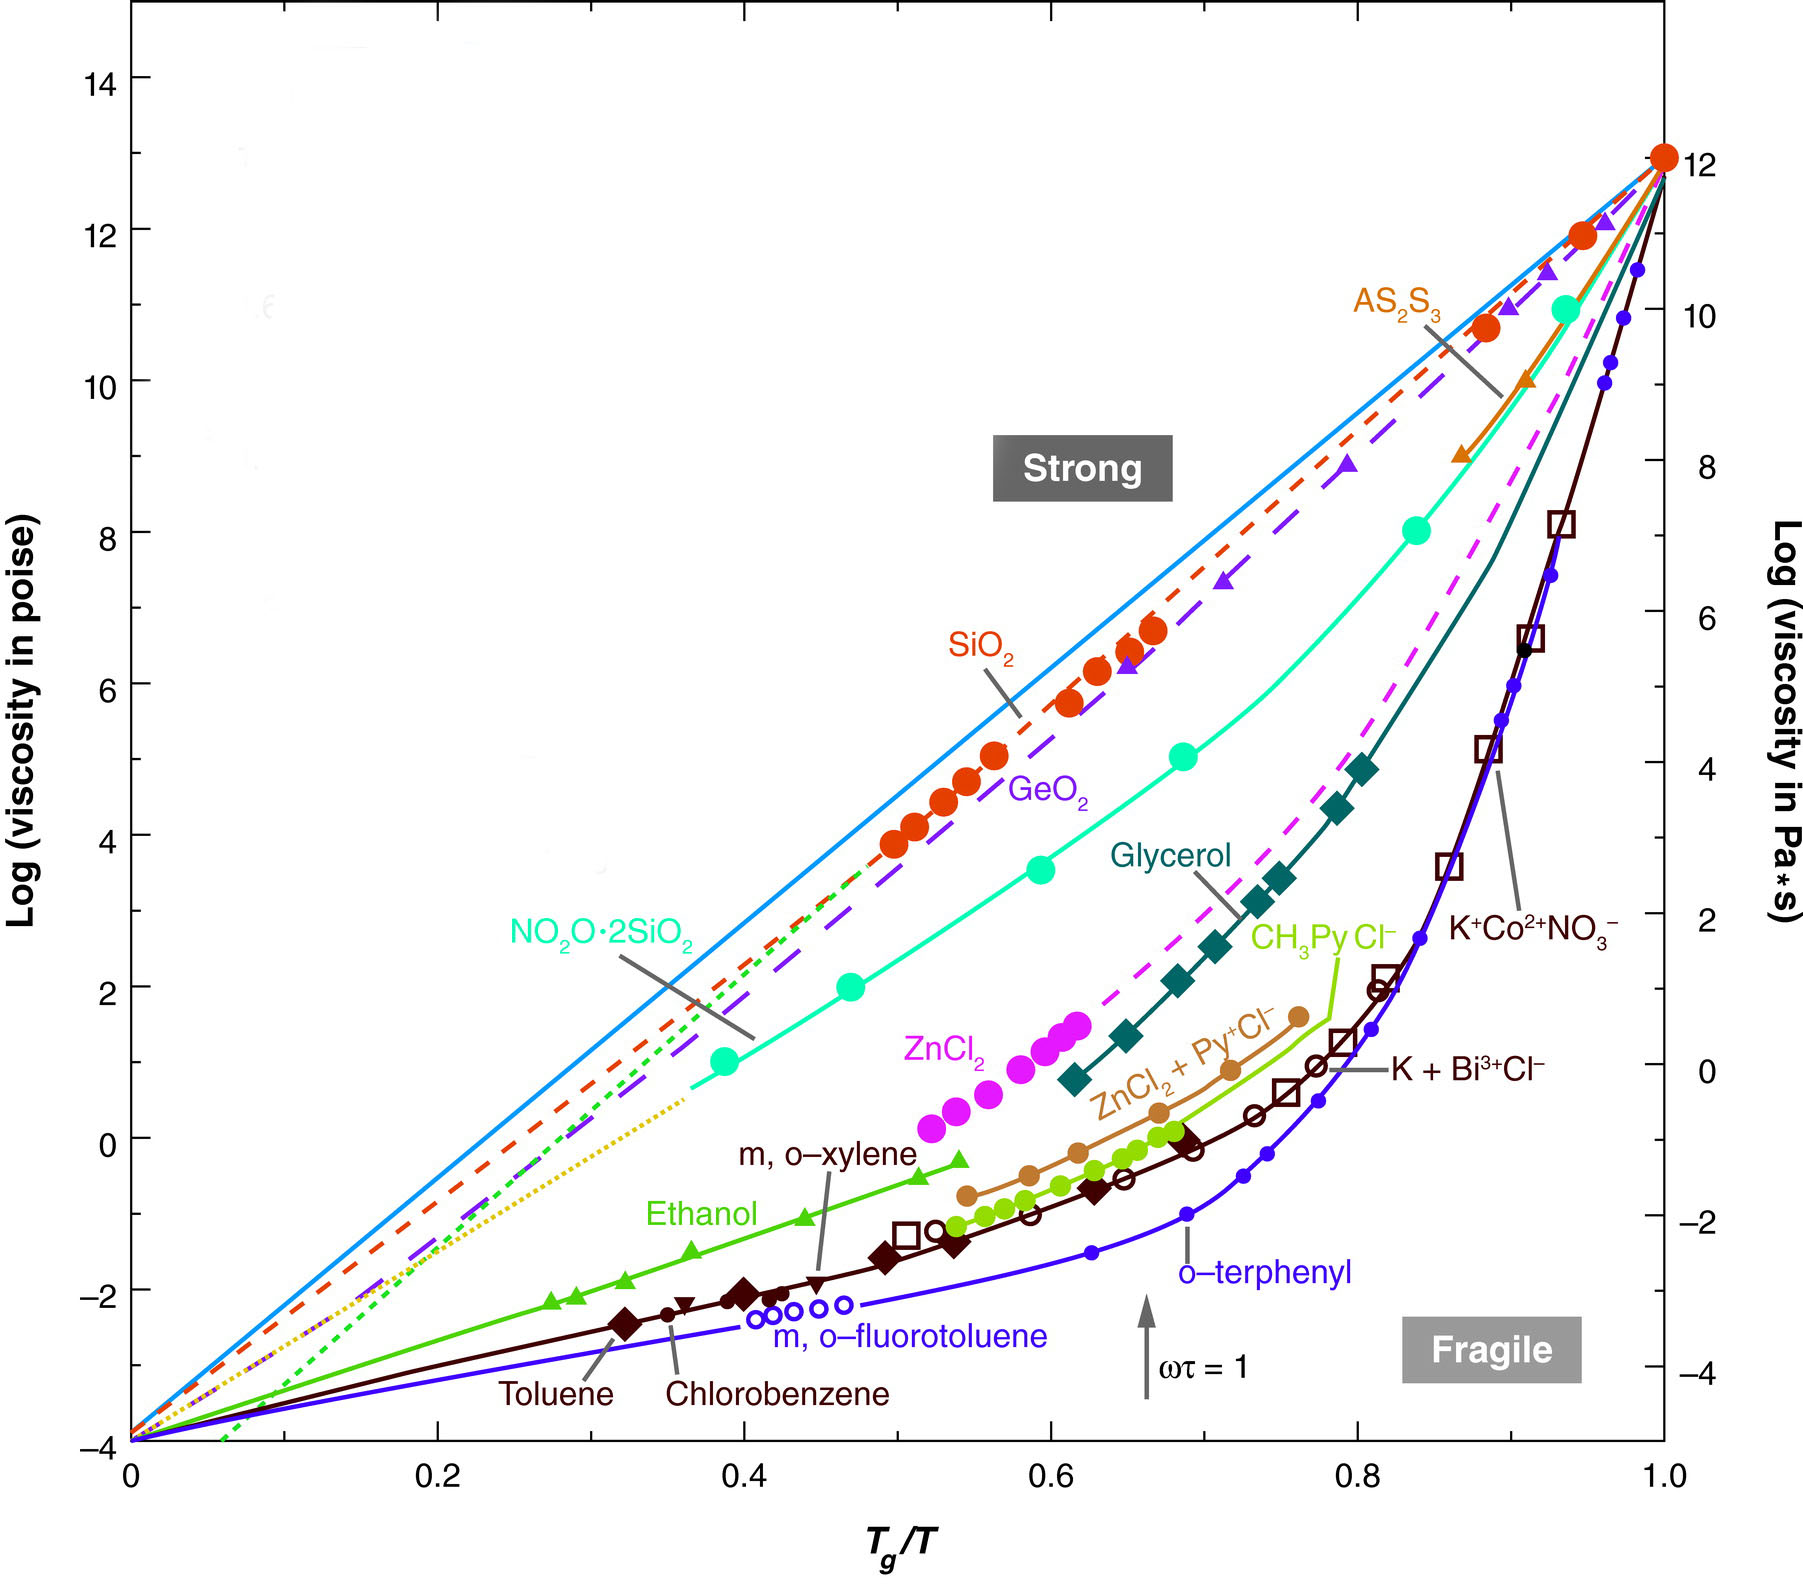 14
12
10
8
6
4
2
0
−2
−4
Log (viscosity in poise)
12
10
8
6
4
2
0
−2
−4
Log (viscosity in Pa*s)
AS₂S₃
Strong
SiO₂
GeO₂
Glycerol
NO₂O·2SiO₂
CH₃Py Cl⁻
K⁺Co²⁺NO₃⁻
ZnCl₂
ZnCl₂ + Py⁺Cl⁻
K + Bi³⁺Cl⁻
m, o–xylene
Ethanol
o–terphenyl
m, o–fluorotoluene
Fragile
ωτ = 1
Toluene
Chlorobenzene
0
0.2
0.4
0.6
0.8
1.0
T_g/T